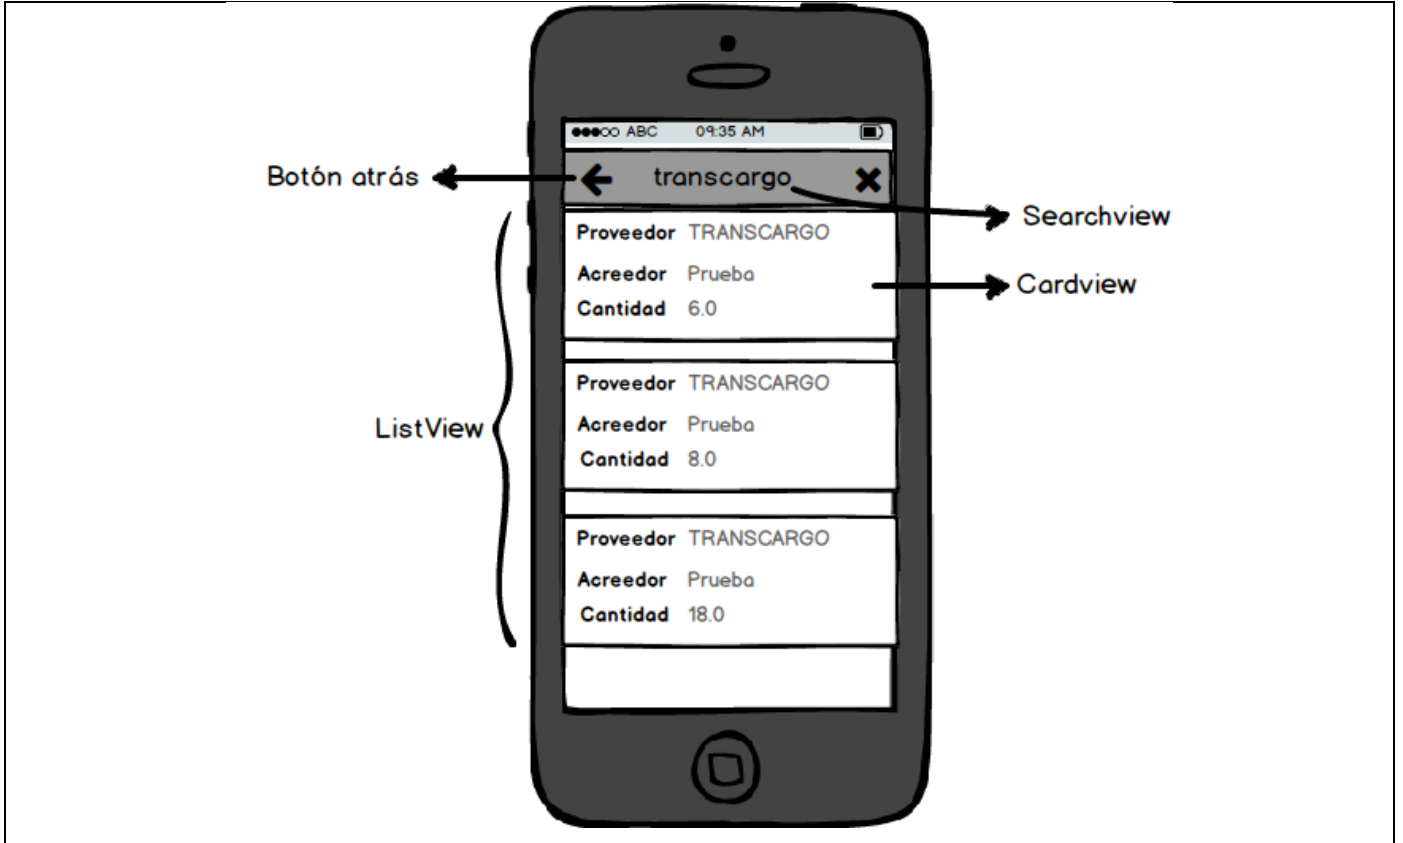 ABC 09:35 AM
Botón atrás
transcargo
Searchview
Proveedor TRANSCARGO
Acreedor Prueba
Cardview
Cantidad 6.0
Proveedor TRANSCARGO
Acreedor Prueba
ListView
Cantidad 8.0
Proveedor TRANSCARGO
Acreedor Prueba
Cantidad 18.0